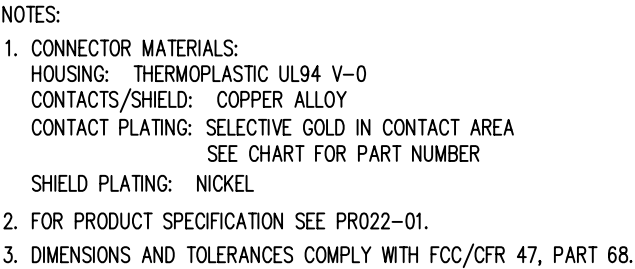 NOTES:
1. CONNECTOR MATERIALS:
HOUSING: THERMOPLASTIC UL94 V-0
CONTACTS/SHIELD: COPPER ALLOY
CONTACT PLATING: SELECTIVE GOLD IN CONTACT AREA
SEE CHART FOR PART NUMBER
SHIELD PLATING: NICKEL
2. FOR PRODUCT SPECIFICATION SEE PR022-01.
3. DIMENSIONS AND TOLERANCES COMPLY WITH FCC/CFR 47, PART 68.